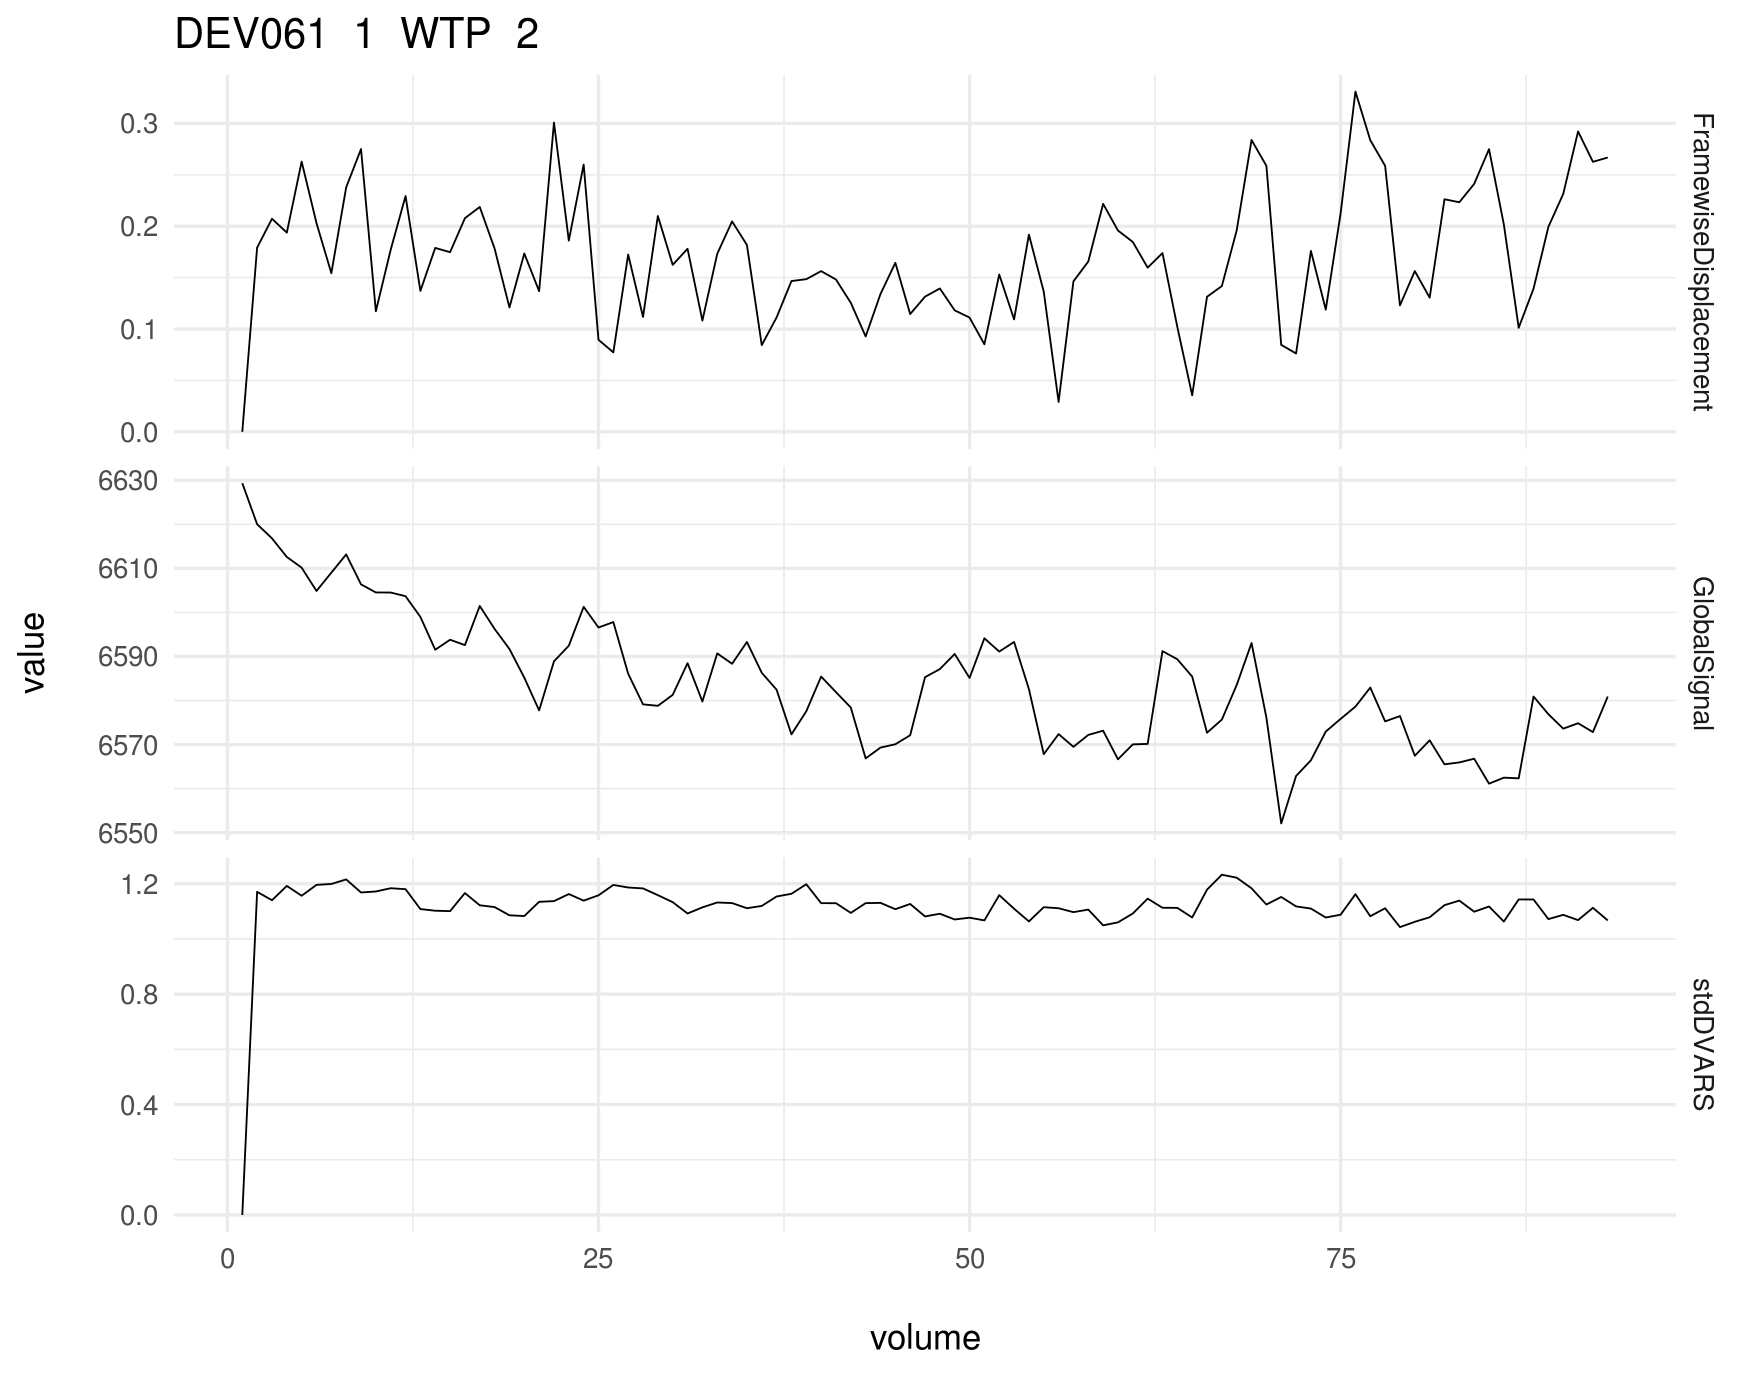 DEV061 1 WTP 2
0.3
0.2
0.1
0.0
FramewiseDisplacement
6630
6610
6590
6570
6550
GlobalSignal
value
1.2
0.8
0.4
0.0
stdDVARS
0 25 50 75
volume